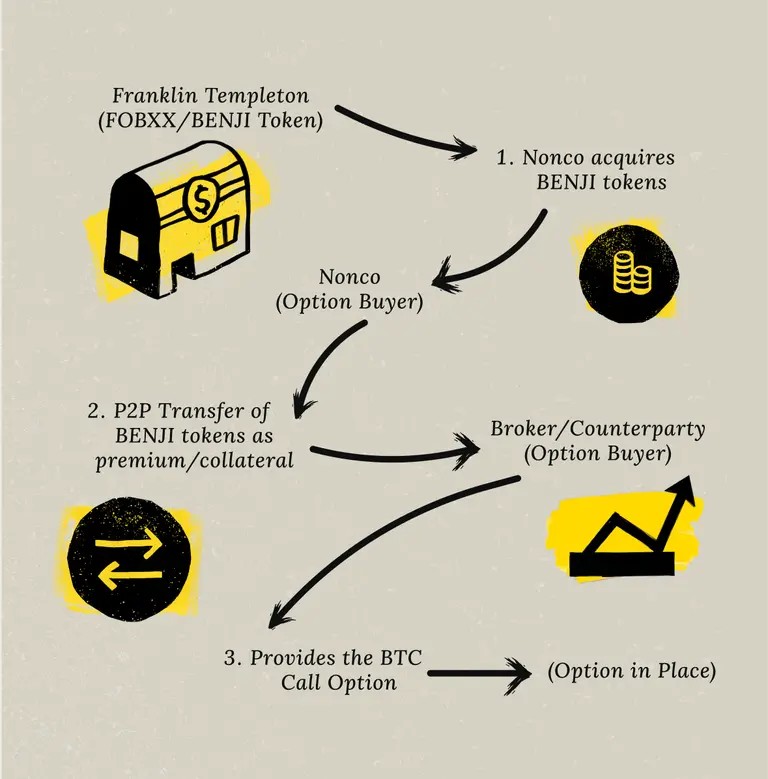 Franklin Templeton
(FOBXX/BENJI Token)
1. Nonco acquires
BENJI tokens
Nonco
(Option Buyer)
2. P2P Transfer of
BENJI tokens as
premium/collateral
Broker/Counterparty
(Option Buyer)
3. Provides the BTC
Call Option
(Option in Place)